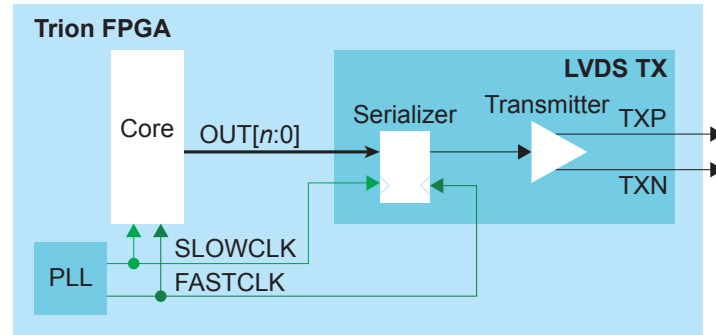 Trion FPGA
LVDS TX
Core
OUT[n:0]
Serializer
Transmitter
TXP
TXN
SLOWCLK
FASTCLK
PLL